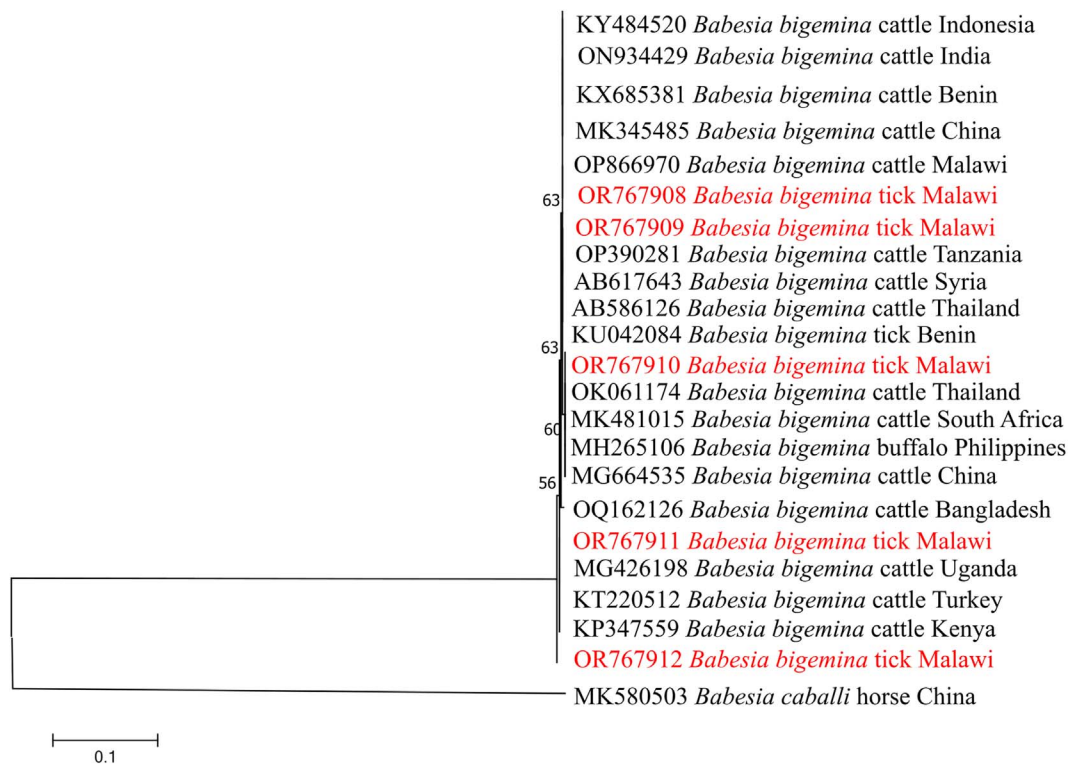 KY484520 Babesia bigemina cattle Indonesia
ON934429 Babesia bigemina cattle India
KX685381 Babesia bigemina cattle Benin
MK345485 Babesia bigemina cattle China
OP866970 Babesia bigemina cattle Malawi
63
OR767908 Babesia bigemina tick Malawi
OR767909 Babesia bigemina tick Malawi
OP390281 Babesia bigemina cattle Tanzania
AB617643 Babesia bigemina cattle Syria
AB586126 Babesia bigemina cattle Thailand
KU042084 Babesia bigemina tick Benin
63
OR767910 Babesia bigemina tick Malawi
OK061174 Babesia bigemina cattle Thailand
MK481015 Babesia bigemina cattle South Africa
60
MH265106 Babesia bigemina buffalo Philippines
MG664535 Babesia bigemina cattle China
56
OQ162126 Babesia bigemina cattle Bangladesh
OR767911 Babesia bigemina tick Malawi
MG426198 Babesia bigemina cattle Uganda
KT220512 Babesia bigemina cattle Turkey
KP347559 Babesia bigemina cattle Kenya
OR767912 Babesia bigemina tick Malawi
MK580503 Babesia caballi horse China
0.1